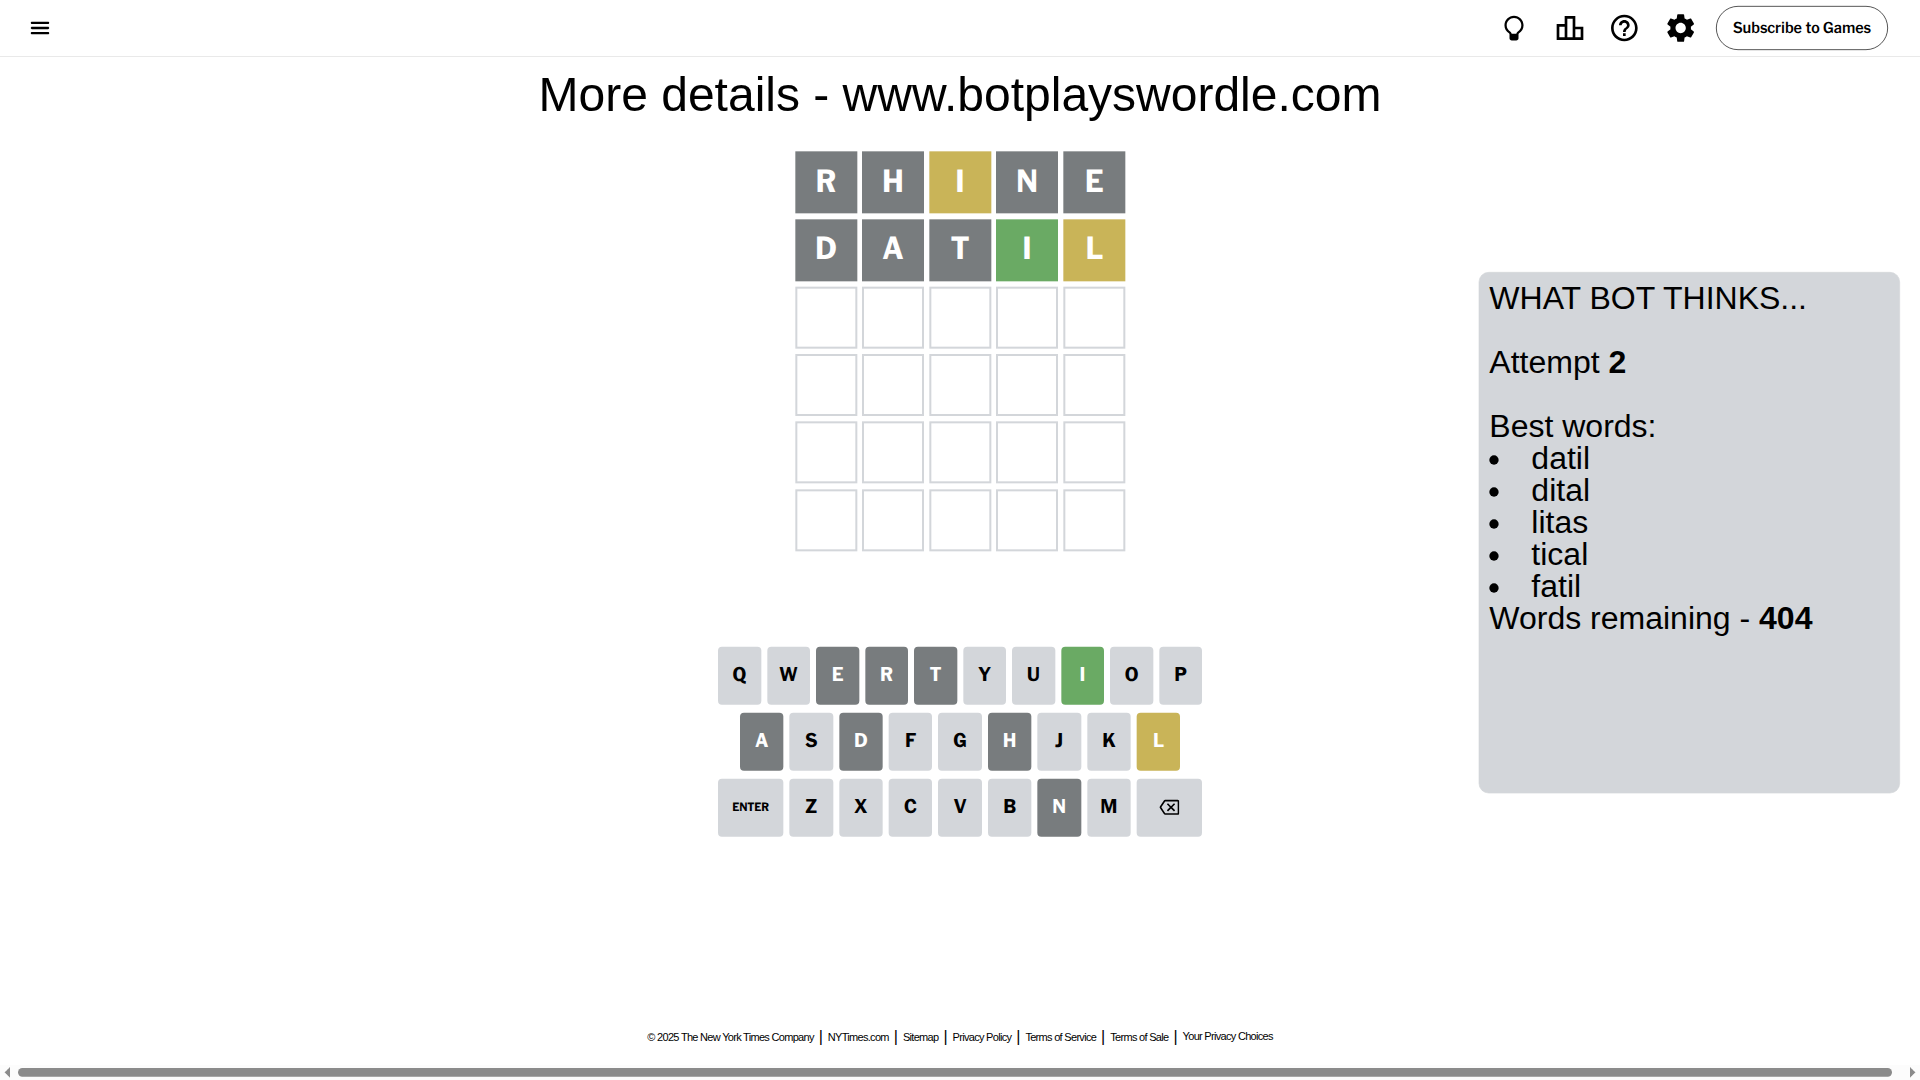 Subscribe to Games
More details - www.botplayswordle.com
R H I N E
D A T I L
WHAT BOT THINKS...
Attempt 2
Best words:
• datil
• dital
• litas
• tical
• fatil
Words remaining - 404
Q W E R T Y U I O P
A S D F G H J K L
ENTER Z X C V B N M
© 2025 The New York Times Company | NYTimes.com | Sitemap | Privacy Policy | Terms of Service | Terms of Sale | Your Privacy Choices